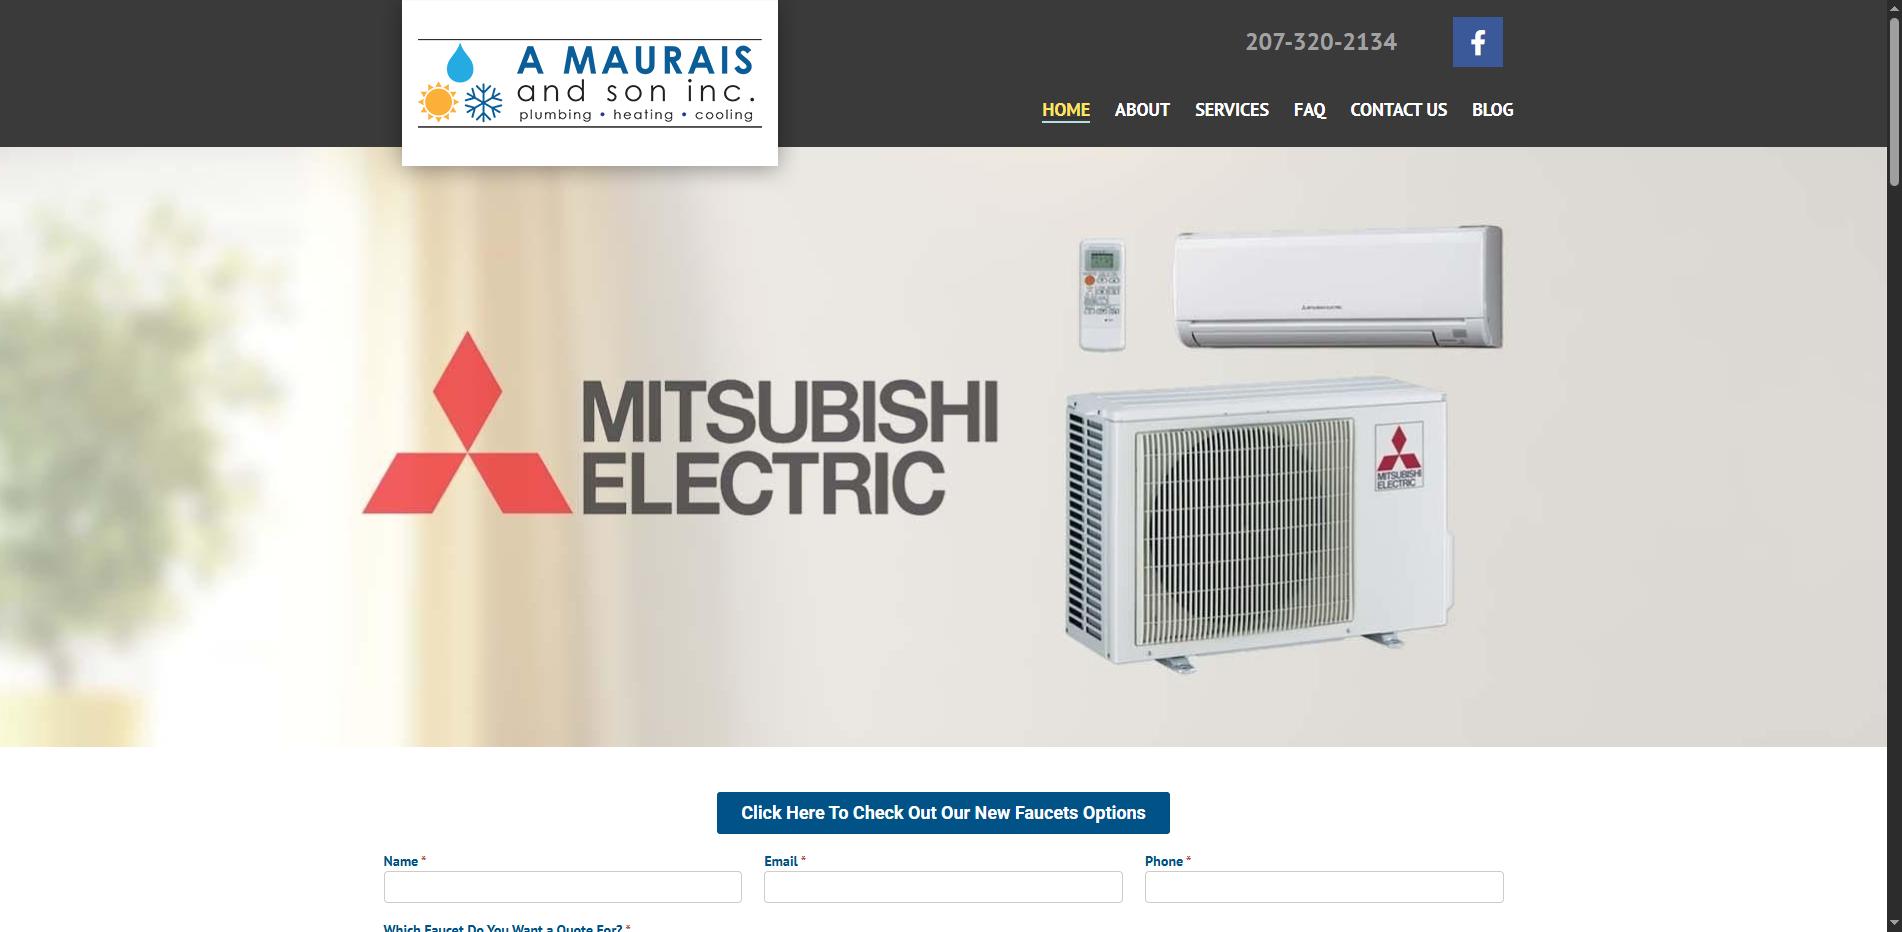 A MAURAIS
and son inc.
plumbing • heating • cooling
207-320-2134
HOME ABOUT SERVICES FAQ CONTACT US BLOG
MITSUBISHI
ELECTRIC
MITSUBISHI ELECTRIC
MITSUBISHI
ELECTRIC
Click Here To Check Out Our New Faucets Options
Name * Email * Phone *
Which Faucet Do You Want a Quote For? *